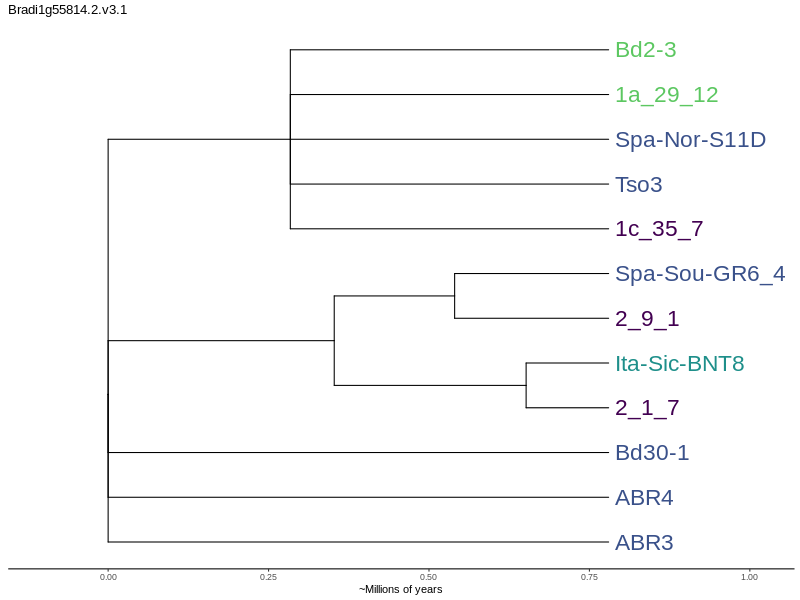 Bradi1g55814.2.v3.1
Bd2-3
1a_29_12
Spa-Nor-S11D
Tso3
1c_35_7
Spa-Sou-GR6_4
2_9_1
Ita-Sic-BNT8
2_1_7
Bd30-1
ABR4
ABR3
0.00 0.25 0.50 0.75 1.00
~Millions of years